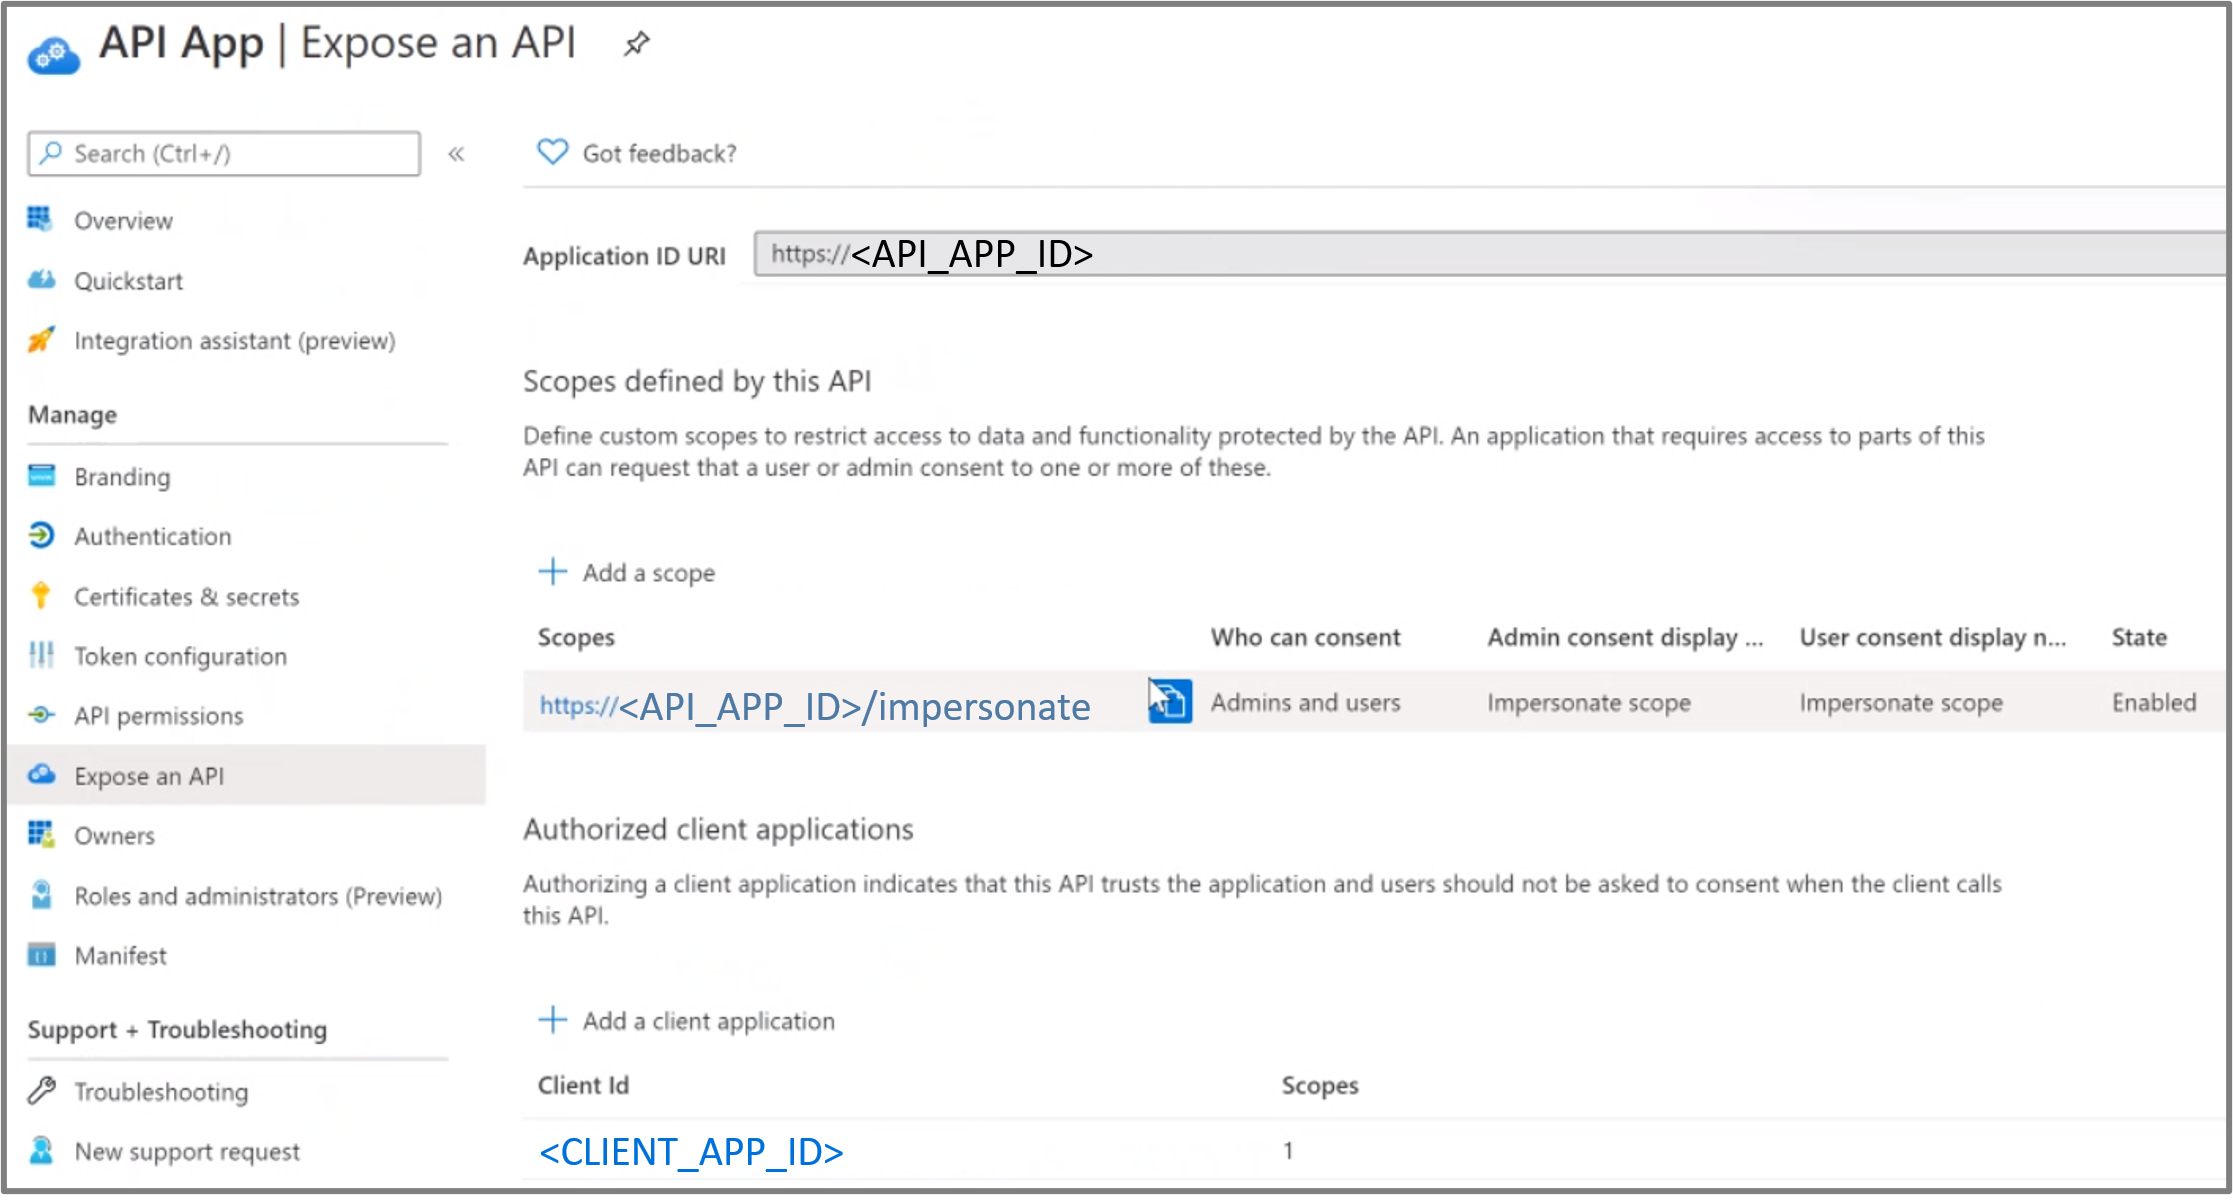 API App | Expose an API
Search (Ctrl+/)
«
Overview
Quickstart
Integration assistant (preview)
Manage
Branding
Authentication
Certificates & secrets
Token configuration
API permissions
Expose an API
Owners
Roles and administrators (Preview)
Manifest
Support + Troubleshooting
Troubleshooting
New support request
Got feedback?
Application ID URI https://<API_APP_ID>
Scopes defined by this API
Define custom scopes to restrict access to data and functionality protected by the API. An application that requires access to parts of this
API can request that a user or admin consent to one or more of these.
Add a scope
Scopes Who can consent Admin consent display ... User consent display n... State
https://<API_APP_ID>/impersonate Admins and users Impersonate scope Impersonate scope Enabled
Authorized client applications
Authorizing a client application indicates that this API trusts the application and users should not be asked to consent when the client calls
this API.
Add a client application
Client Id Scopes
<CLIENT_APP_ID> 1